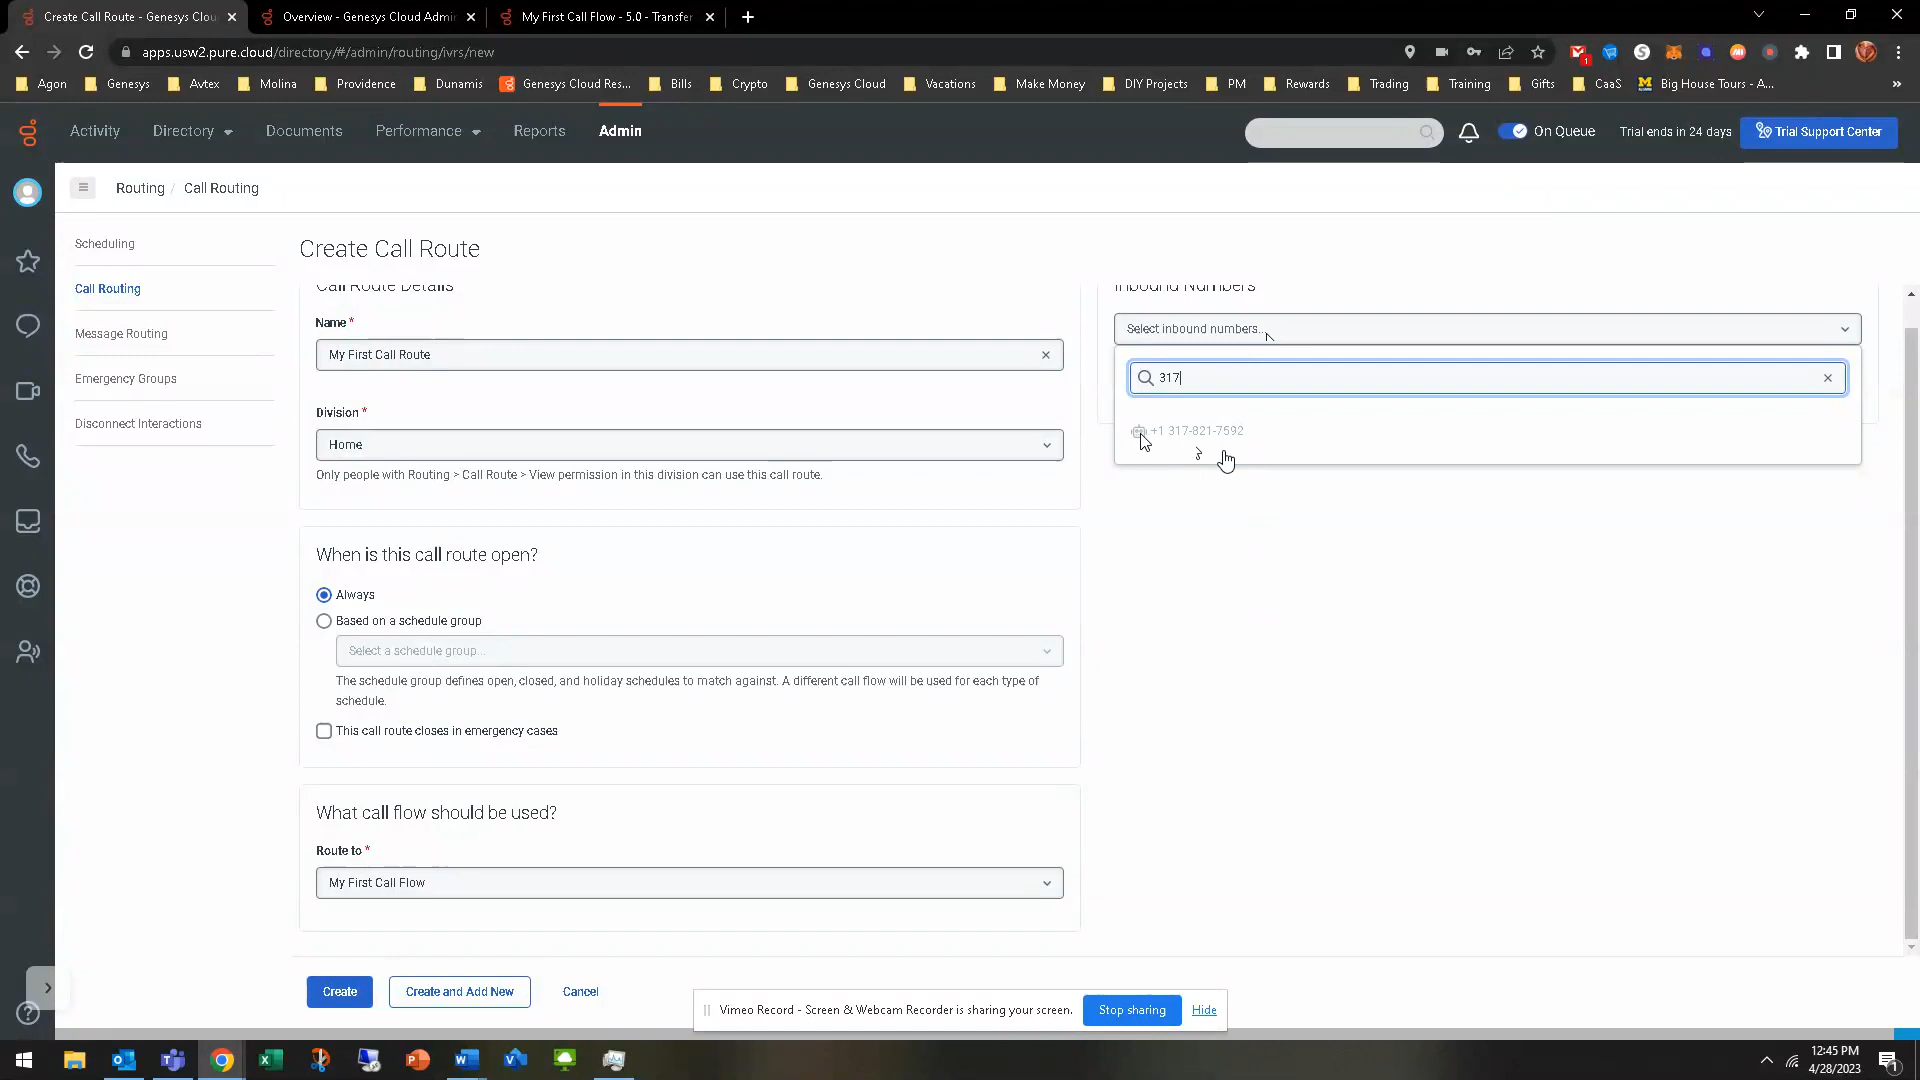 Create Call Route - Genesys Clou
Overview - Genesys Cloud Admi
My First Call Flow - 5.0 - Transfer
apps.usw2.pure.cloud/directory/#/admin/routing/ivrs/new
1
Agon
Genesys
Avtex
Molina
Providence
Dunamis
Genesys Cloud Res...
Bills
Crypto
Genesys Cloud
Vacations
Make Money
DIY Projects
PM
Rewards
Trading
Training
Gifts
CaaS
Big House Tours - A...
Activity
Directory
Documents
Performance
Reports
Admin
On Queue
Trial ends in 24 days
Trial Support Center
Routing / Call Routing
Scheduling
Call Routing
Message Routing
Emergency Groups
Disconnect Interactions
Create Call Route
Call Route Details
Name *
My First Call Route
Division *
Home
Only people with Routing > Call Route > View permission in this division can use this call route.
When is this call route open?
Always
Based on a schedule group
Select a schedule group...
The schedule group defines open, closed, and holiday schedules to match against. A different call flow will be used for each type of
schedule.
This call route closes in emergency cases
What call flow should be used?
Route to *
My First Call Flow
Inbound Numbers
Select inbound numbers...
317
+1 317-821-7592
Create
Create and Add New
Cancel
Vimeo Record - Screen & Webcam Recorder is sharing your screen.
Stop sharing
Hide
12:45 PM
4/28/2023
1